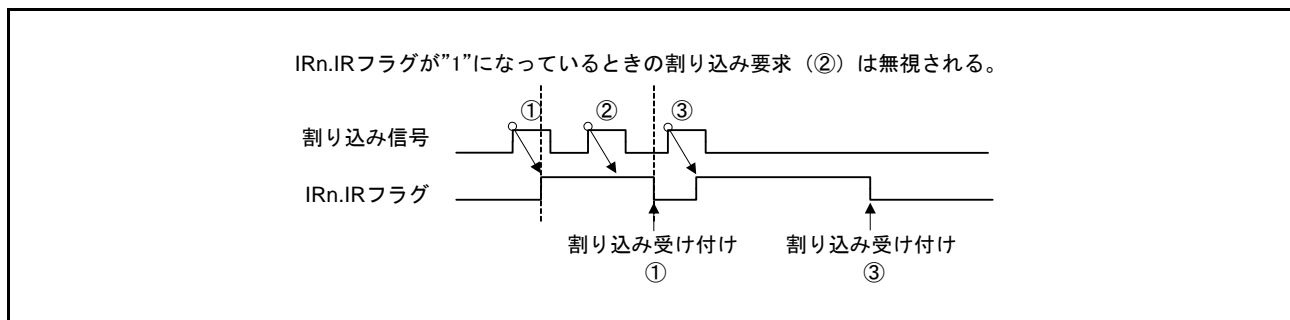 IRn.IRフラグが”1”になっているときの割り込み要求（②）は無視される。
① ② ③
割り込み信号
IRn.IRフラグ
割り込み受け付け 割り込み受け付け
① ③